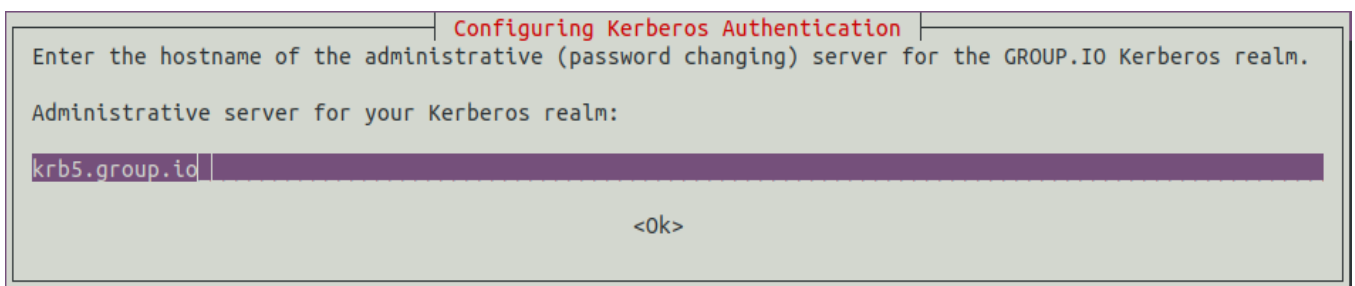 Configuring Kerberos Authentication
Enter the hostname of the administrative (password changing) server for the GROUP.IO Kerberos realm.
Administrative server for your Kerberos realm:
krb5.group.io
<Ok>